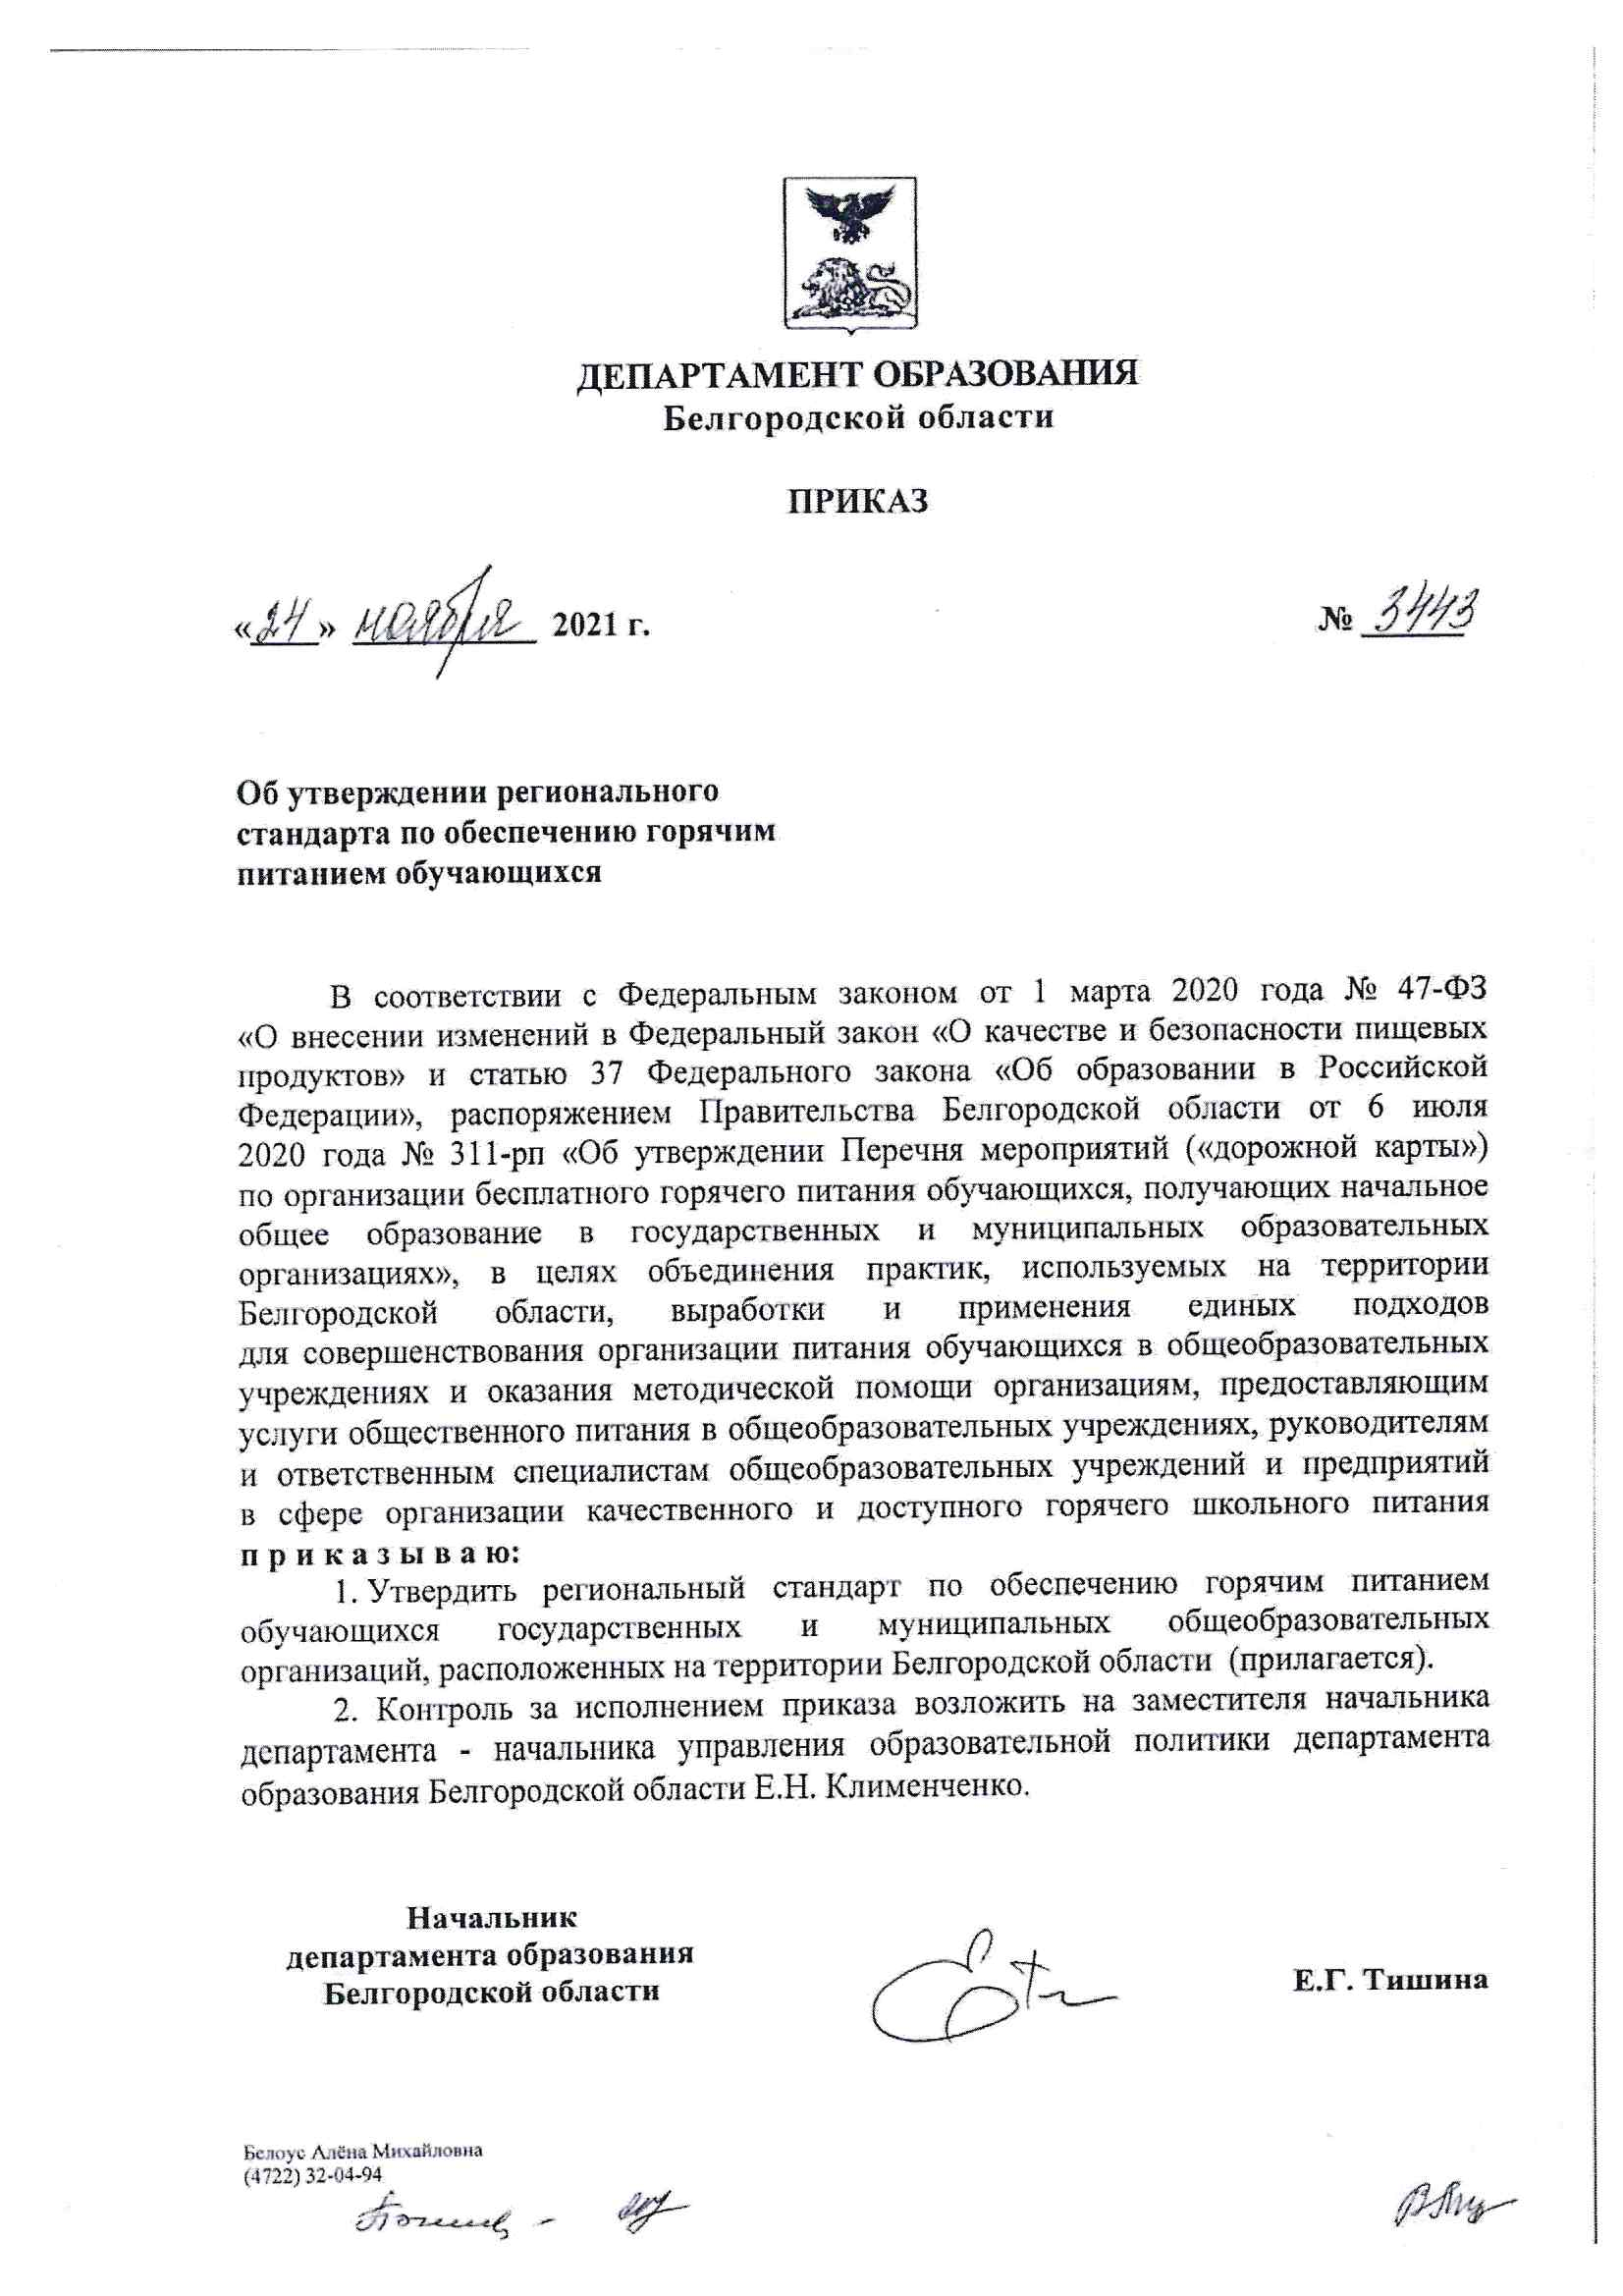 ДЕПАРТАМЕНТ ОБРАЗОВАНИЯ
Белгородской области
ПРИКАЗ
«24» ноября 2021 г. № 3443
Об утверждении регионального
стандарта по обеспечению горячим
питанием обучающихся
В соответствии с Федеральным законом от 1 марта 2020 года № 47-ФЗ
«О внесении изменений в Федеральный закон «О качестве и безопасности пищевых
продуктов» и статью 37 Федерального закона «Об образовании в Российской
Федерации», распоряжением Правительства Белгородской области от 6 июля
2020 года № 311-рп «Об утверждении Перечня мероприятий («дорожной карты»)
по организации бесплатного горячего питания обучающихся, получающих начальное
общее образование в государственных и муниципальных образовательных
организациях», в целях объединения практик, используемых на территории
Белгородской области, выработки и применения единых подходов
для совершенствования организации питания обучающихся в общеобразовательных
учреждениях и оказания методической помощи организациям, предоставляющим
услуги общественного питания в общеобразовательных учреждениях, руководителям
и ответственным специалистам общеобразовательных учреждений и предприятий
в сфере организации качественного и доступного горячего школьного питания
п р и к а з ы в а ю:
1. Утвердить региональный стандарт по обеспечению горячим питанием
обучающихся государственных и муниципальных общеобразовательных
организаций, расположенных на территории Белгородской области (прилагается).
2. Контроль за исполнением приказа возложить на заместителя начальника
департамента - начальника управления образовательной политики департамента
образования Белгородской области Е.Н. Клименченко.
Начальник
департамента образования
Белгородской области
Е.Г. Тишина
Белоус Алёна Михайловна
(4722) 32-04-94